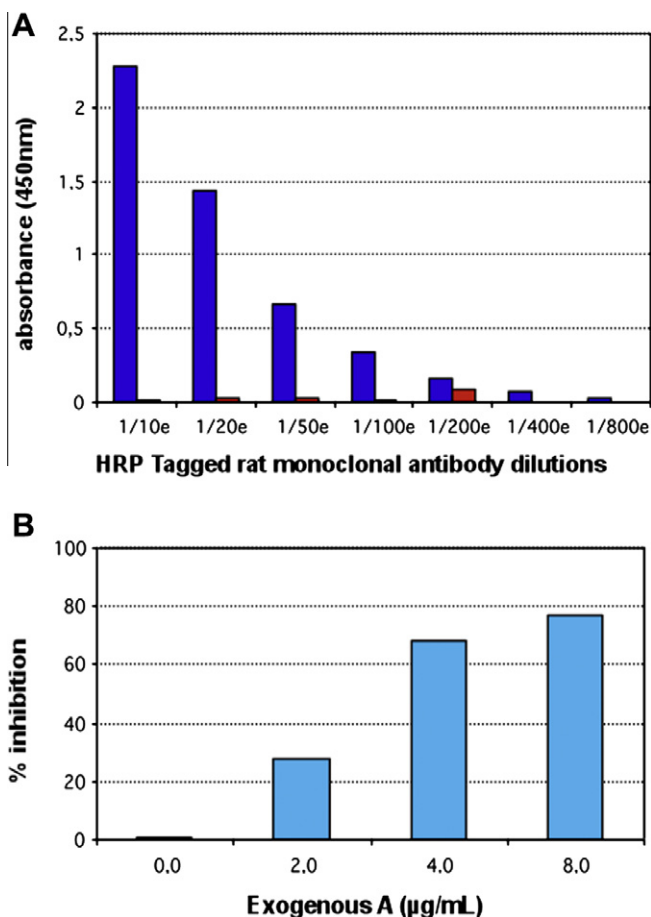 A
absorbance (450nm)
2.5
2
1.5
1
0,5
0
1/10e 1/20e 1/50e 1/100e 1/200e 1/400e 1/800e
HRP Tagged rat monoclonal antibody dilutions
B
% inhibition
100
80
60
40
20
0
0.0 2.0 4.0 8.0
Exogenous A (µg/mL)